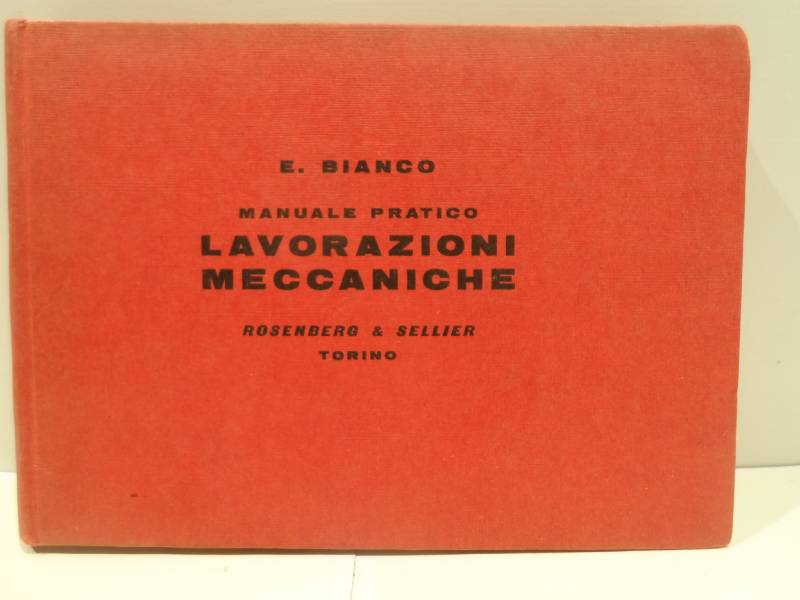 E. BIANCO
MANUALE PRATICO
LAVORAZIONI
MECCANICHE
ROSENBERG & SELLIER
TORINO